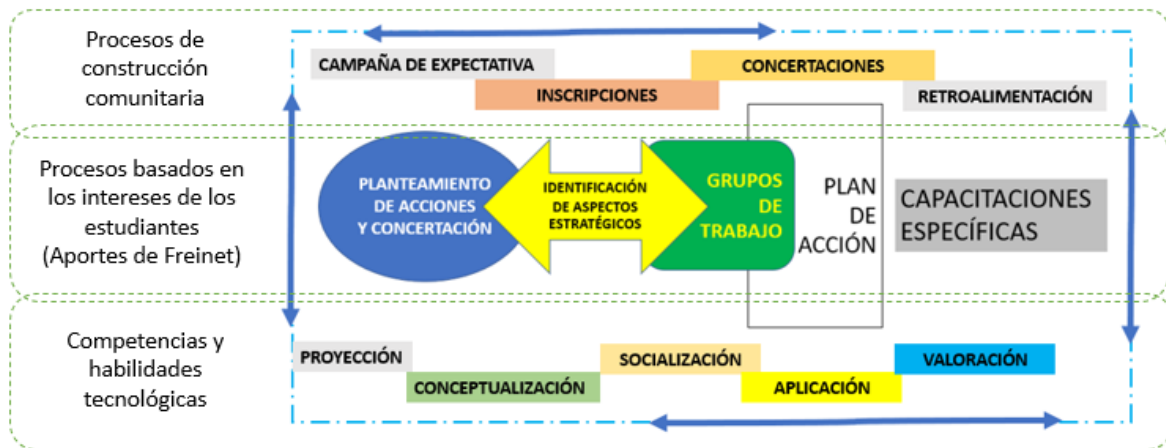 Procesos de
construcción
comunitaria
CAMPAÑA DE EXPECTATIVA
INSCRIPCIONES
CONCERTACIONES
RETROALIMENTACIÓN
Procesos basados en
los intereses de los
estudiantes
(Aportes de Freinet)
PLANTEAMIENTO
DE ACCIONES
Y CONCERTACIÓN
IDENTIFICACIÓN
DE ASPECTOS
ESTRATÉGICOS
GRUPOS
DE
TRABAJO
PLAN
DE
ACCIÓN
CAPACITACIONES
ESPECÍFICAS
Competencias y
habilidades
tecnológicas
PROYECCIÓN
CONCEPTUALIZACIÓN
SOCIALIZACIÓN
APLICACIÓN
VALORACIÓN